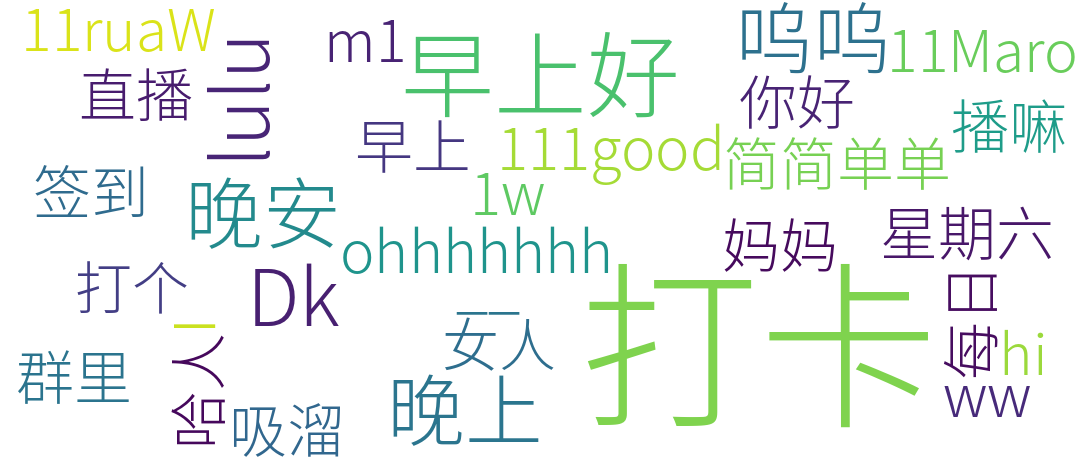 11ruaW
m1
早上好
呜呜
11Maro
直播
lulu
你好
播嘛
早上
111good
简简单单
签到
晚安
1w
ohhhhhhh
妈妈
星期六
打个
Dk
打卡
每日
hi
_
女人
群里
哈人
吸溜
晚上
ww